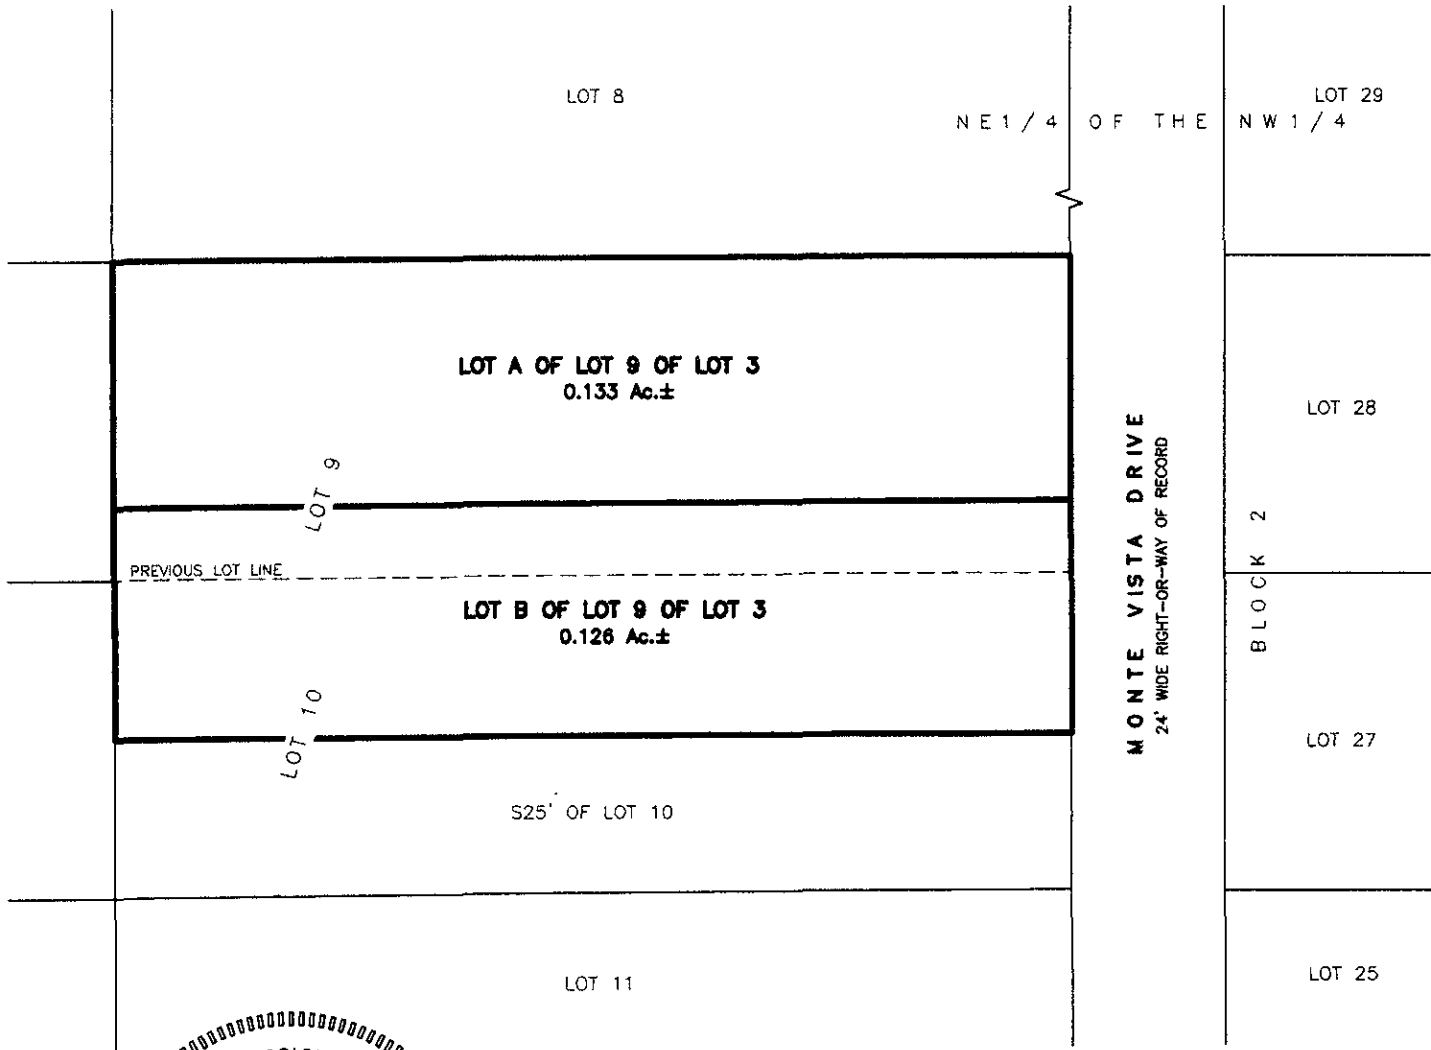 LOT 8
LOT 29
NE1/4 OF THE NW1/4
LOT A OF LOT 9 OF LOT 3
0.133 Ac.±
LOT 28
LOT 9
MONTE VISTA DRIVE
24' WIDE RIGHT-OR-WAY OF RECORD
BLOCK 2
PREVIOUS LOT LINE
LOT B OF LOT 9 OF LOT 3
0.126 Ac.±
LOT 10
LOT 27
S25' OF LOT 10
LOT 11
LOT 25